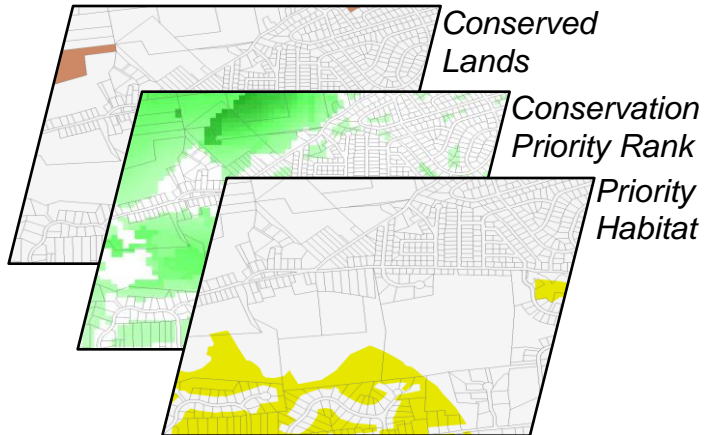 Conserved
Lands
Conservation
Priority Rank
Priority
Habitat